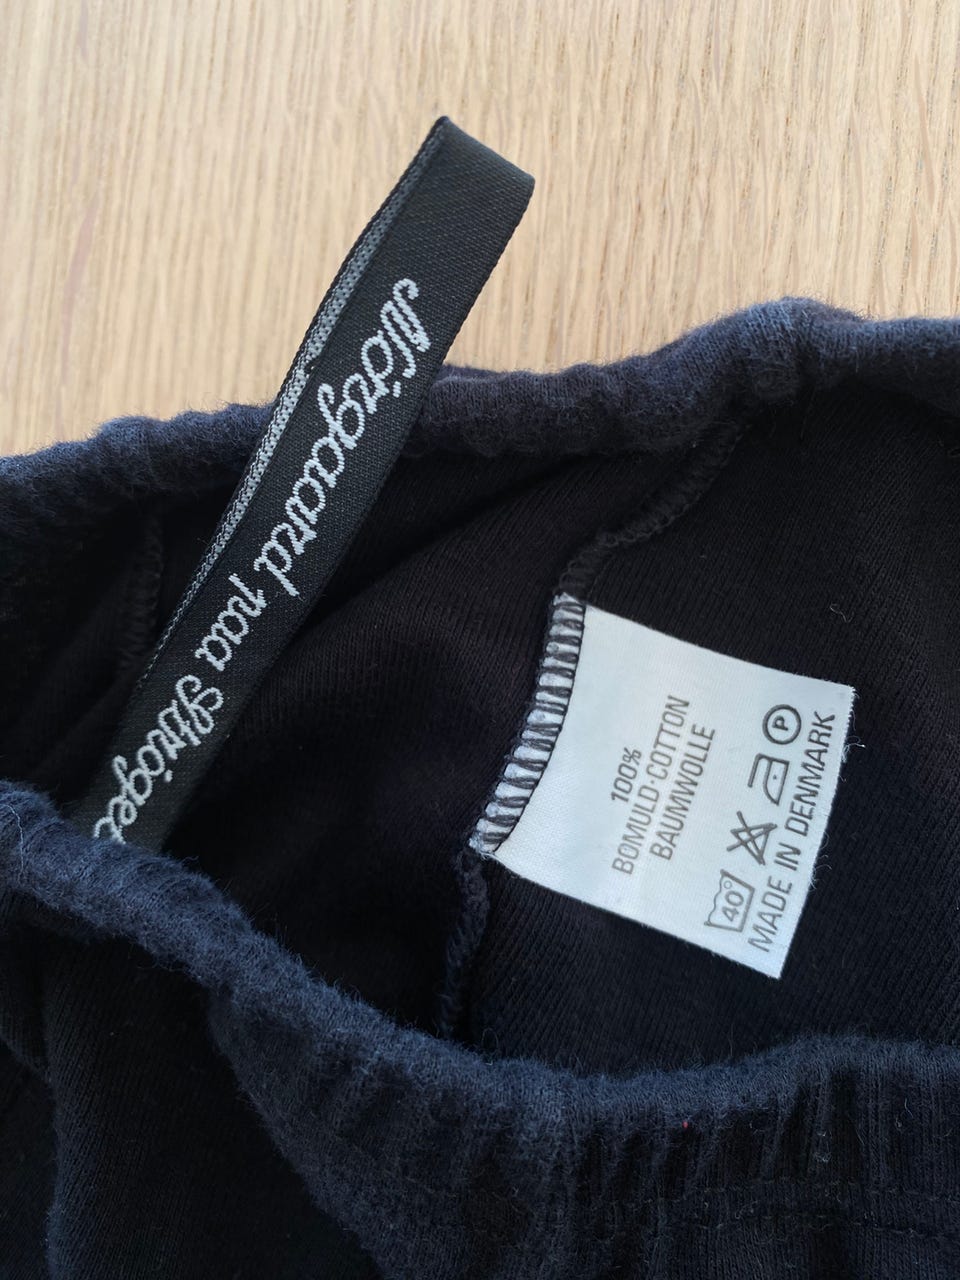 Nørgaard paa Strøget
100%
BOMULD·COTTON
BAUMWOLLE
40° P
MADE IN DENMARK